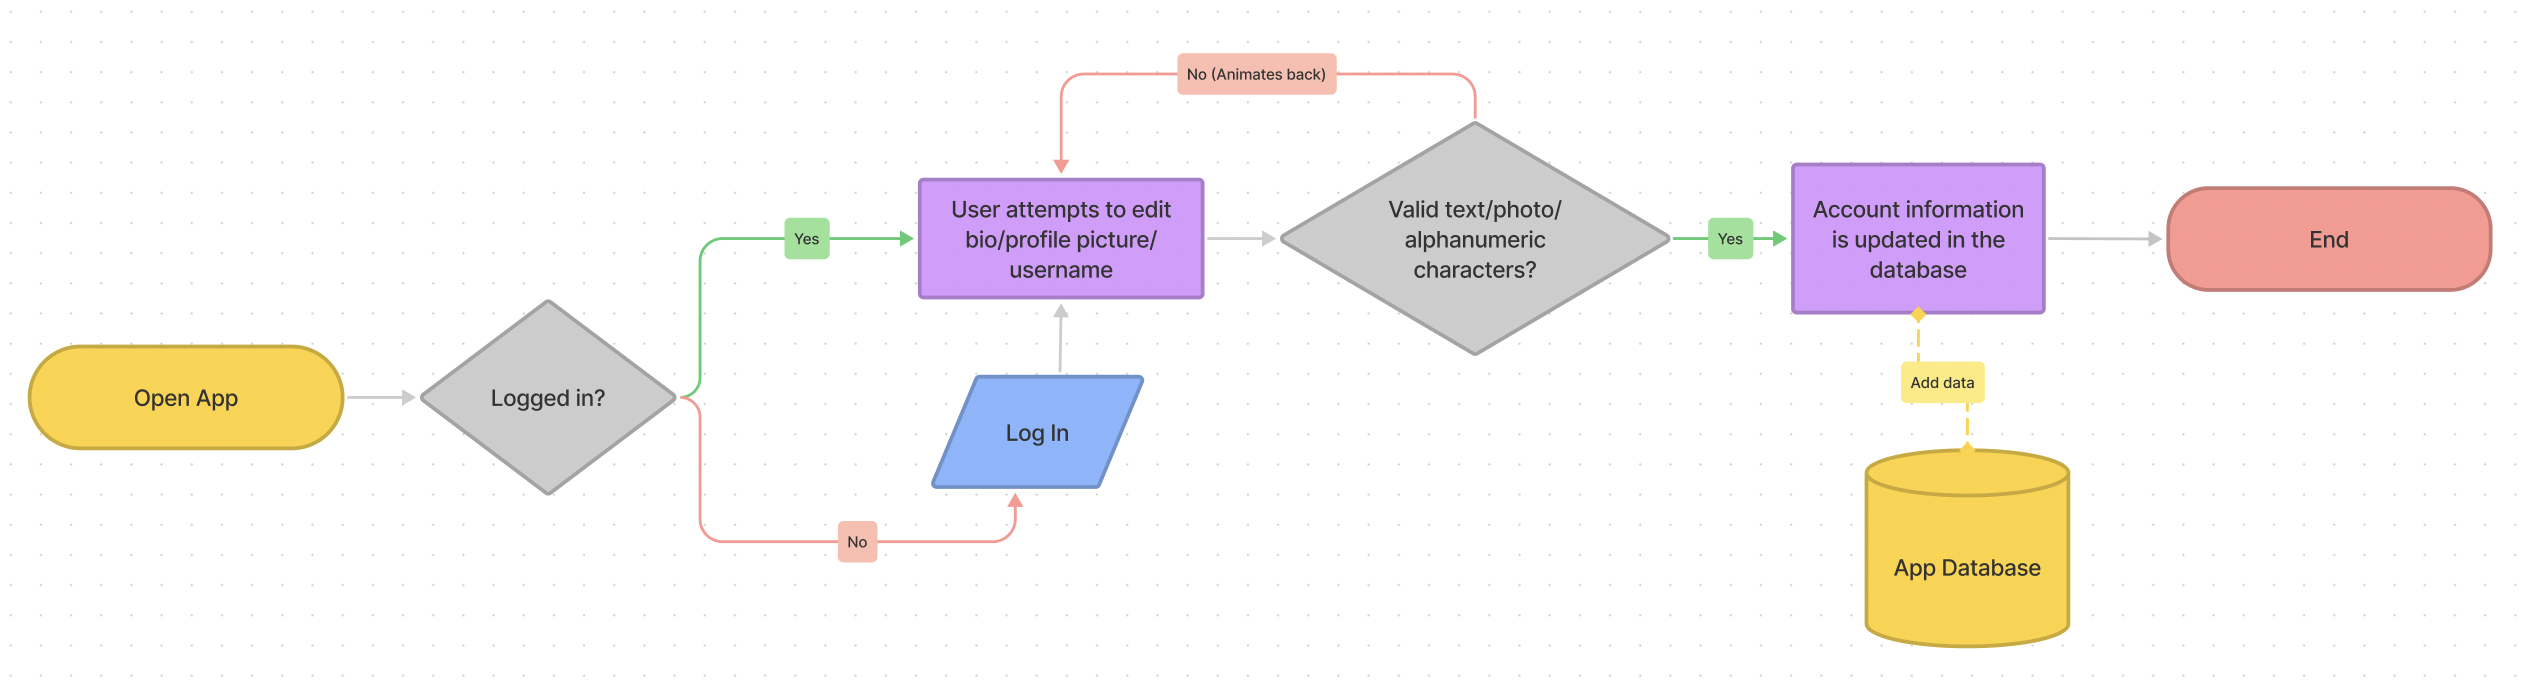 Open App
Logged in?
Yes
No
Log In
User attempts to edit
bio/profile picture/
username
No (Animates back)
Valid text/photo/
alphanumeric
characters?
Yes
Account information
is updated in the
database
Add data
App Database
End